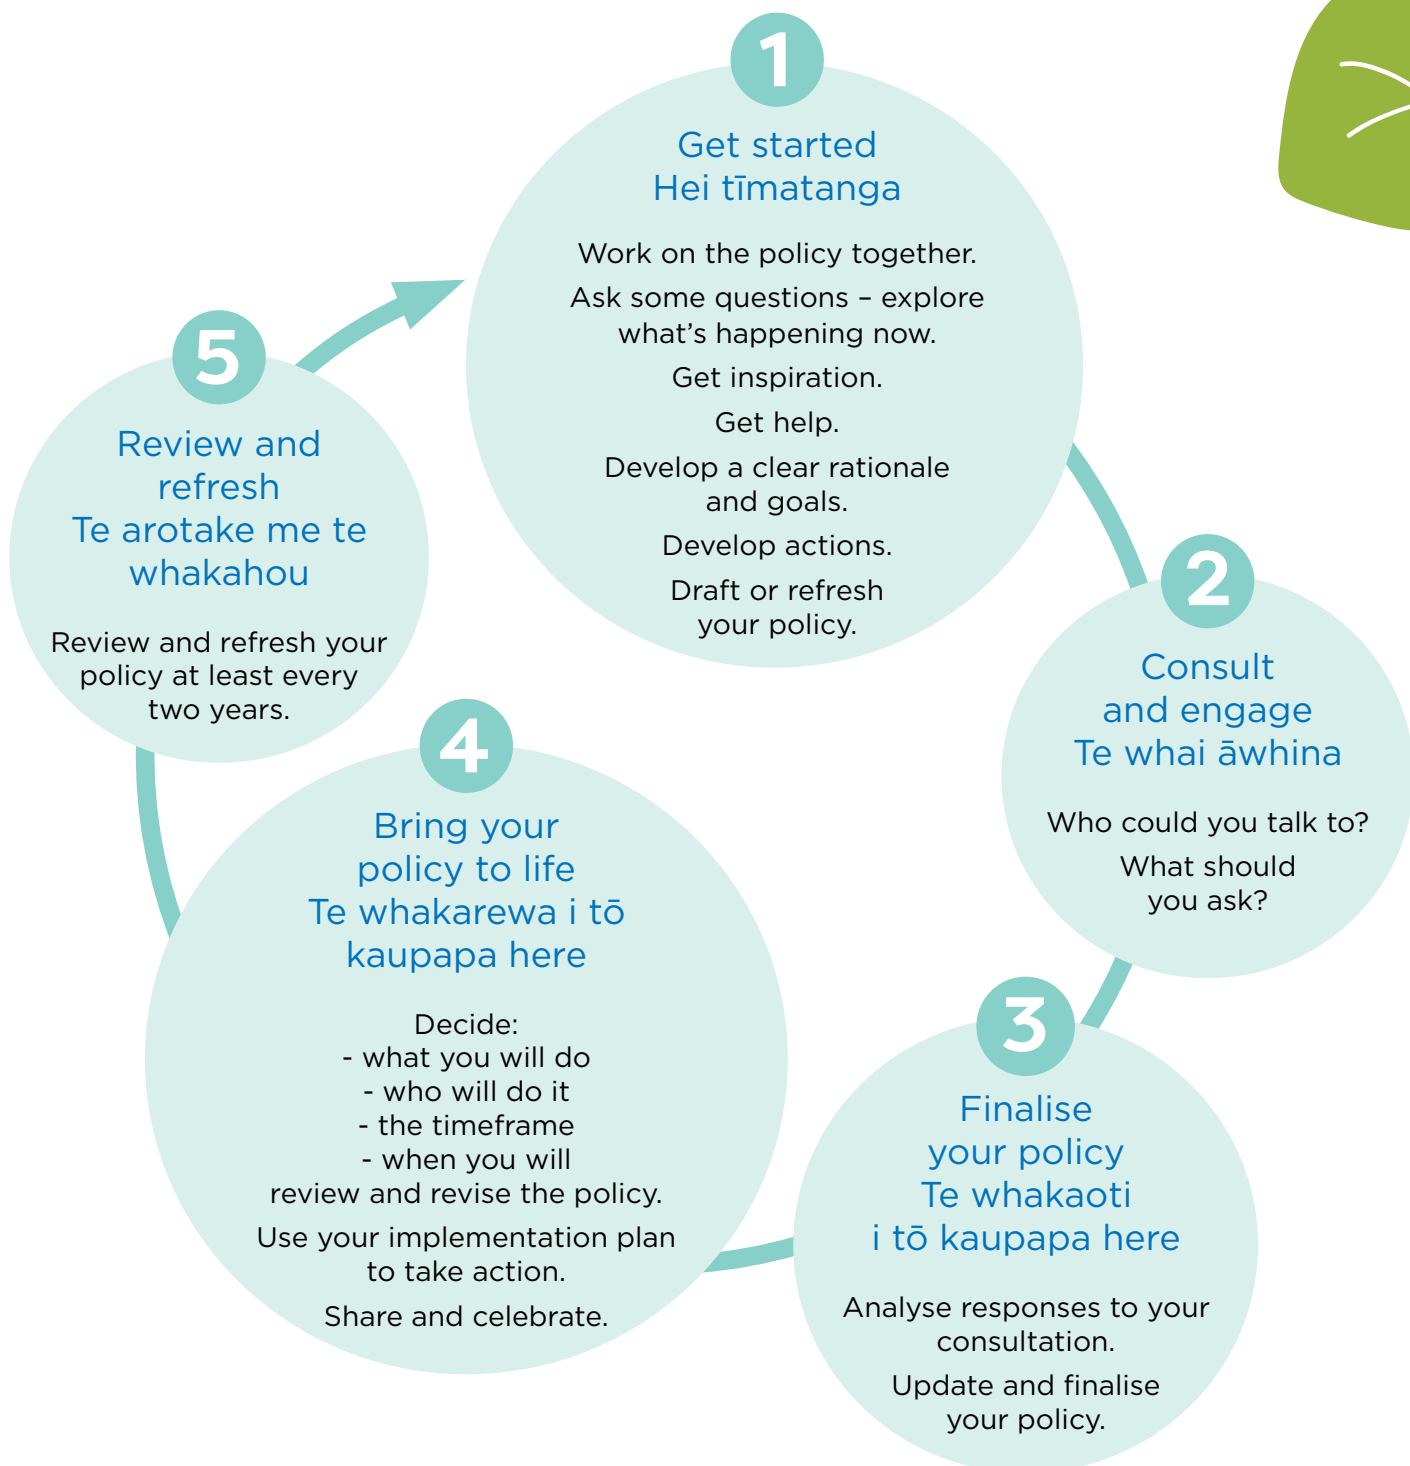 1
Get started
Hei tīmatanga
Work on the policy together.
Ask some questions – explore
what's happening now.
Get inspiration.
Get help.
Develop a clear rationale
and goals.
Develop actions.
Draft or refresh
your policy.
2
Consult
and engage
Te whai āwhina
Who could you talk to?
What should
you ask?
3
Finalise
your policy
Te whakaoti
i tō kaupapa here
Analyse responses to your
consultation.
Update and finalise
your policy.
4
Bring your
policy to life
Te whakarewa i tō
kaupapa here
Decide:
- what you will do
- who will do it
- the timeframe
- when you will
review and revise the policy.
Use your implementation plan
to take action.
Share and celebrate.
5
Review and
refresh
Te arotake me te
whakahou
Review and refresh your
policy at least every
two years.